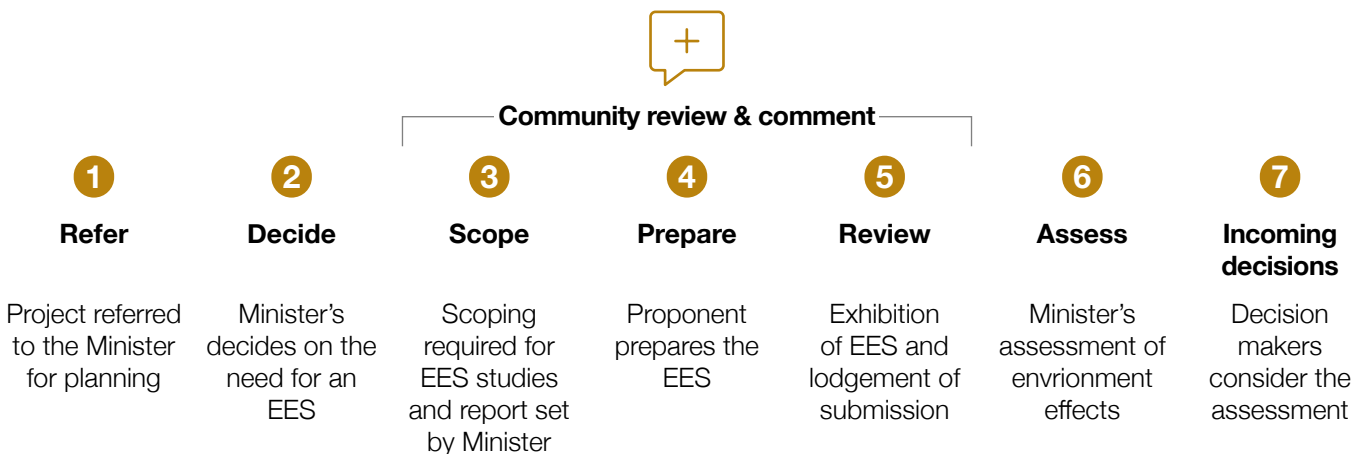 Community review & comment
1
Refer
Project referred
to the Minister
for planning
2
Decide
Minister's
decides on the
need for an
EES
3
Scope
Scoping
required for
EES studies
and report set
by Minister
4
Prepare
Proponent
prepares the
EES
5
Review
Exhibition
of EES and
lodgement of
submission
6
Assess
Minister's
assessment of
envrionment
effects
7
Incoming
decisions
Decision
makers
consider the
assessment